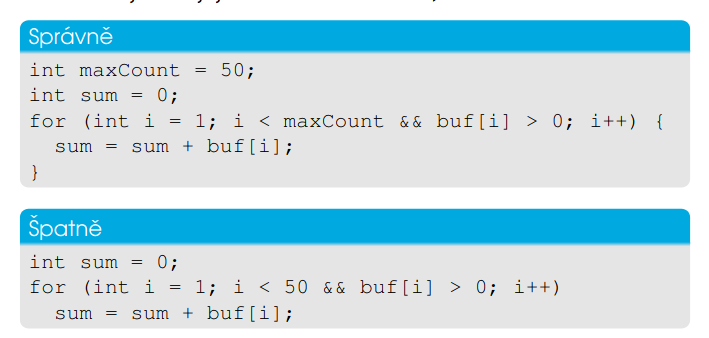 Správně
int maxCount = 50;
int sum = 0;
for (int i = 1; i < maxCount && buf[i] > 0; i++) {
  sum = sum + buf[i];
}
Špatně
int sum = 0;
for (int i = 1; i < 50 && buf[i] > 0; i++)
  sum = sum + buf[i];